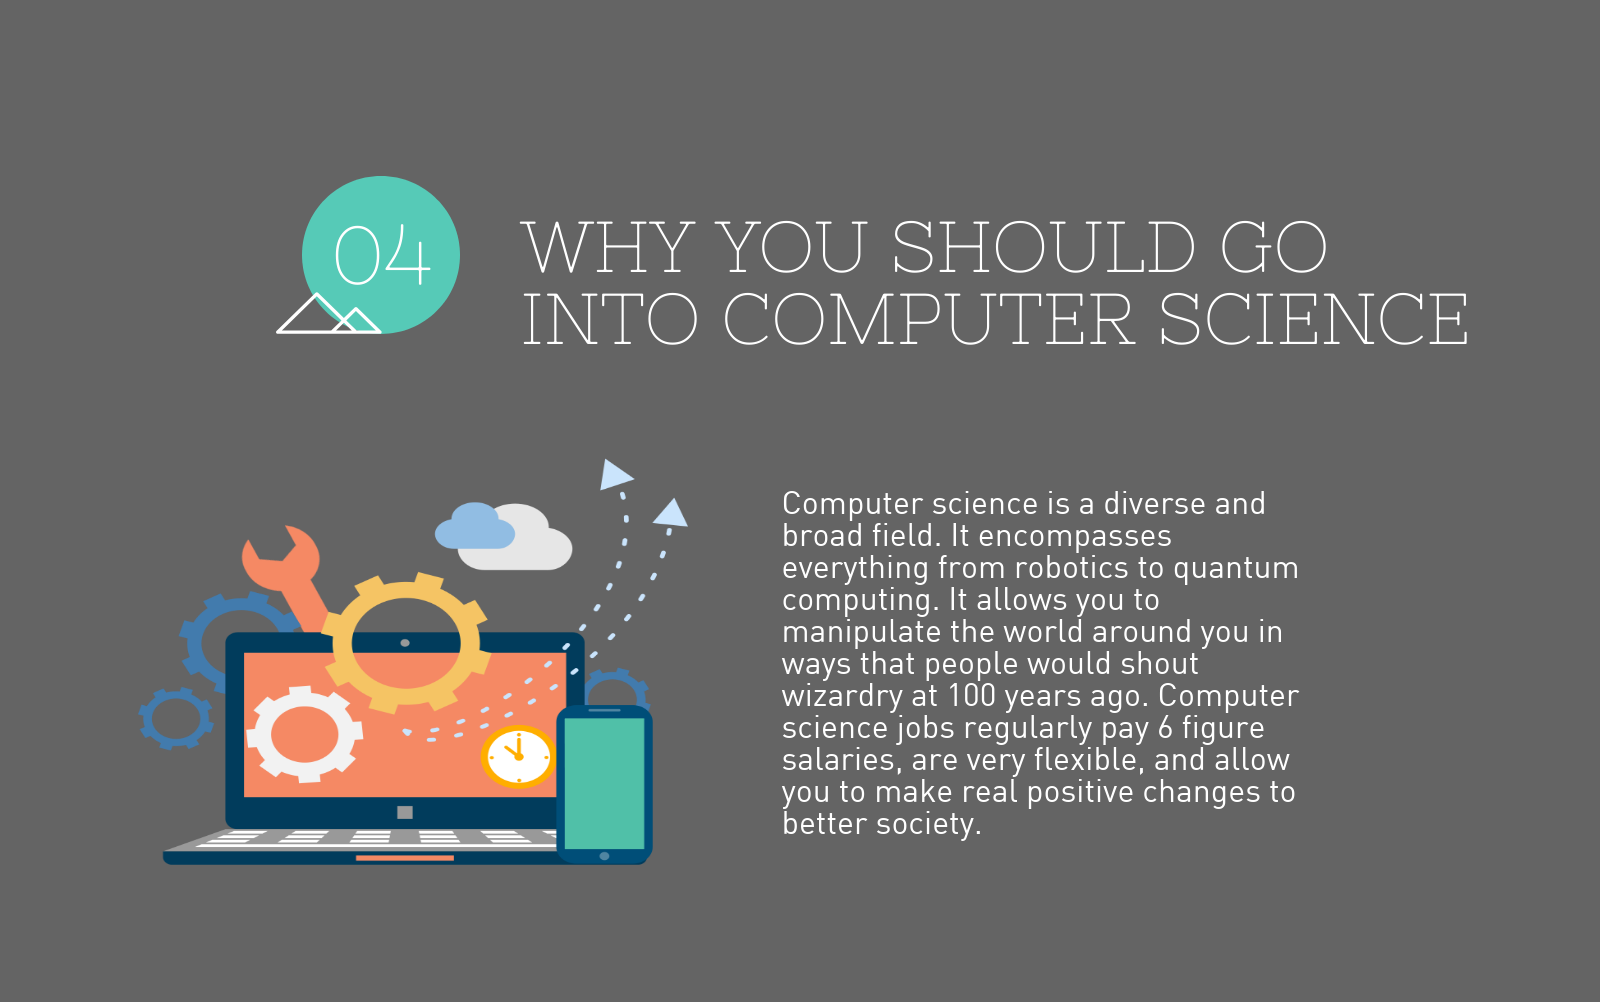 04
WHY YOU SHOULD GO
INTO COMPUTER SCIENCE
Computer science is a diverse and
broad field. It encompasses
everything from robotics to quantum
computing. It allows you to
manipulate the world around you in
ways that people would shout
wizardry at 100 years ago. Computer
science jobs regularly pay 6 figure
salaries, are very flexible, and allow
you to make real positive changes to
better society.